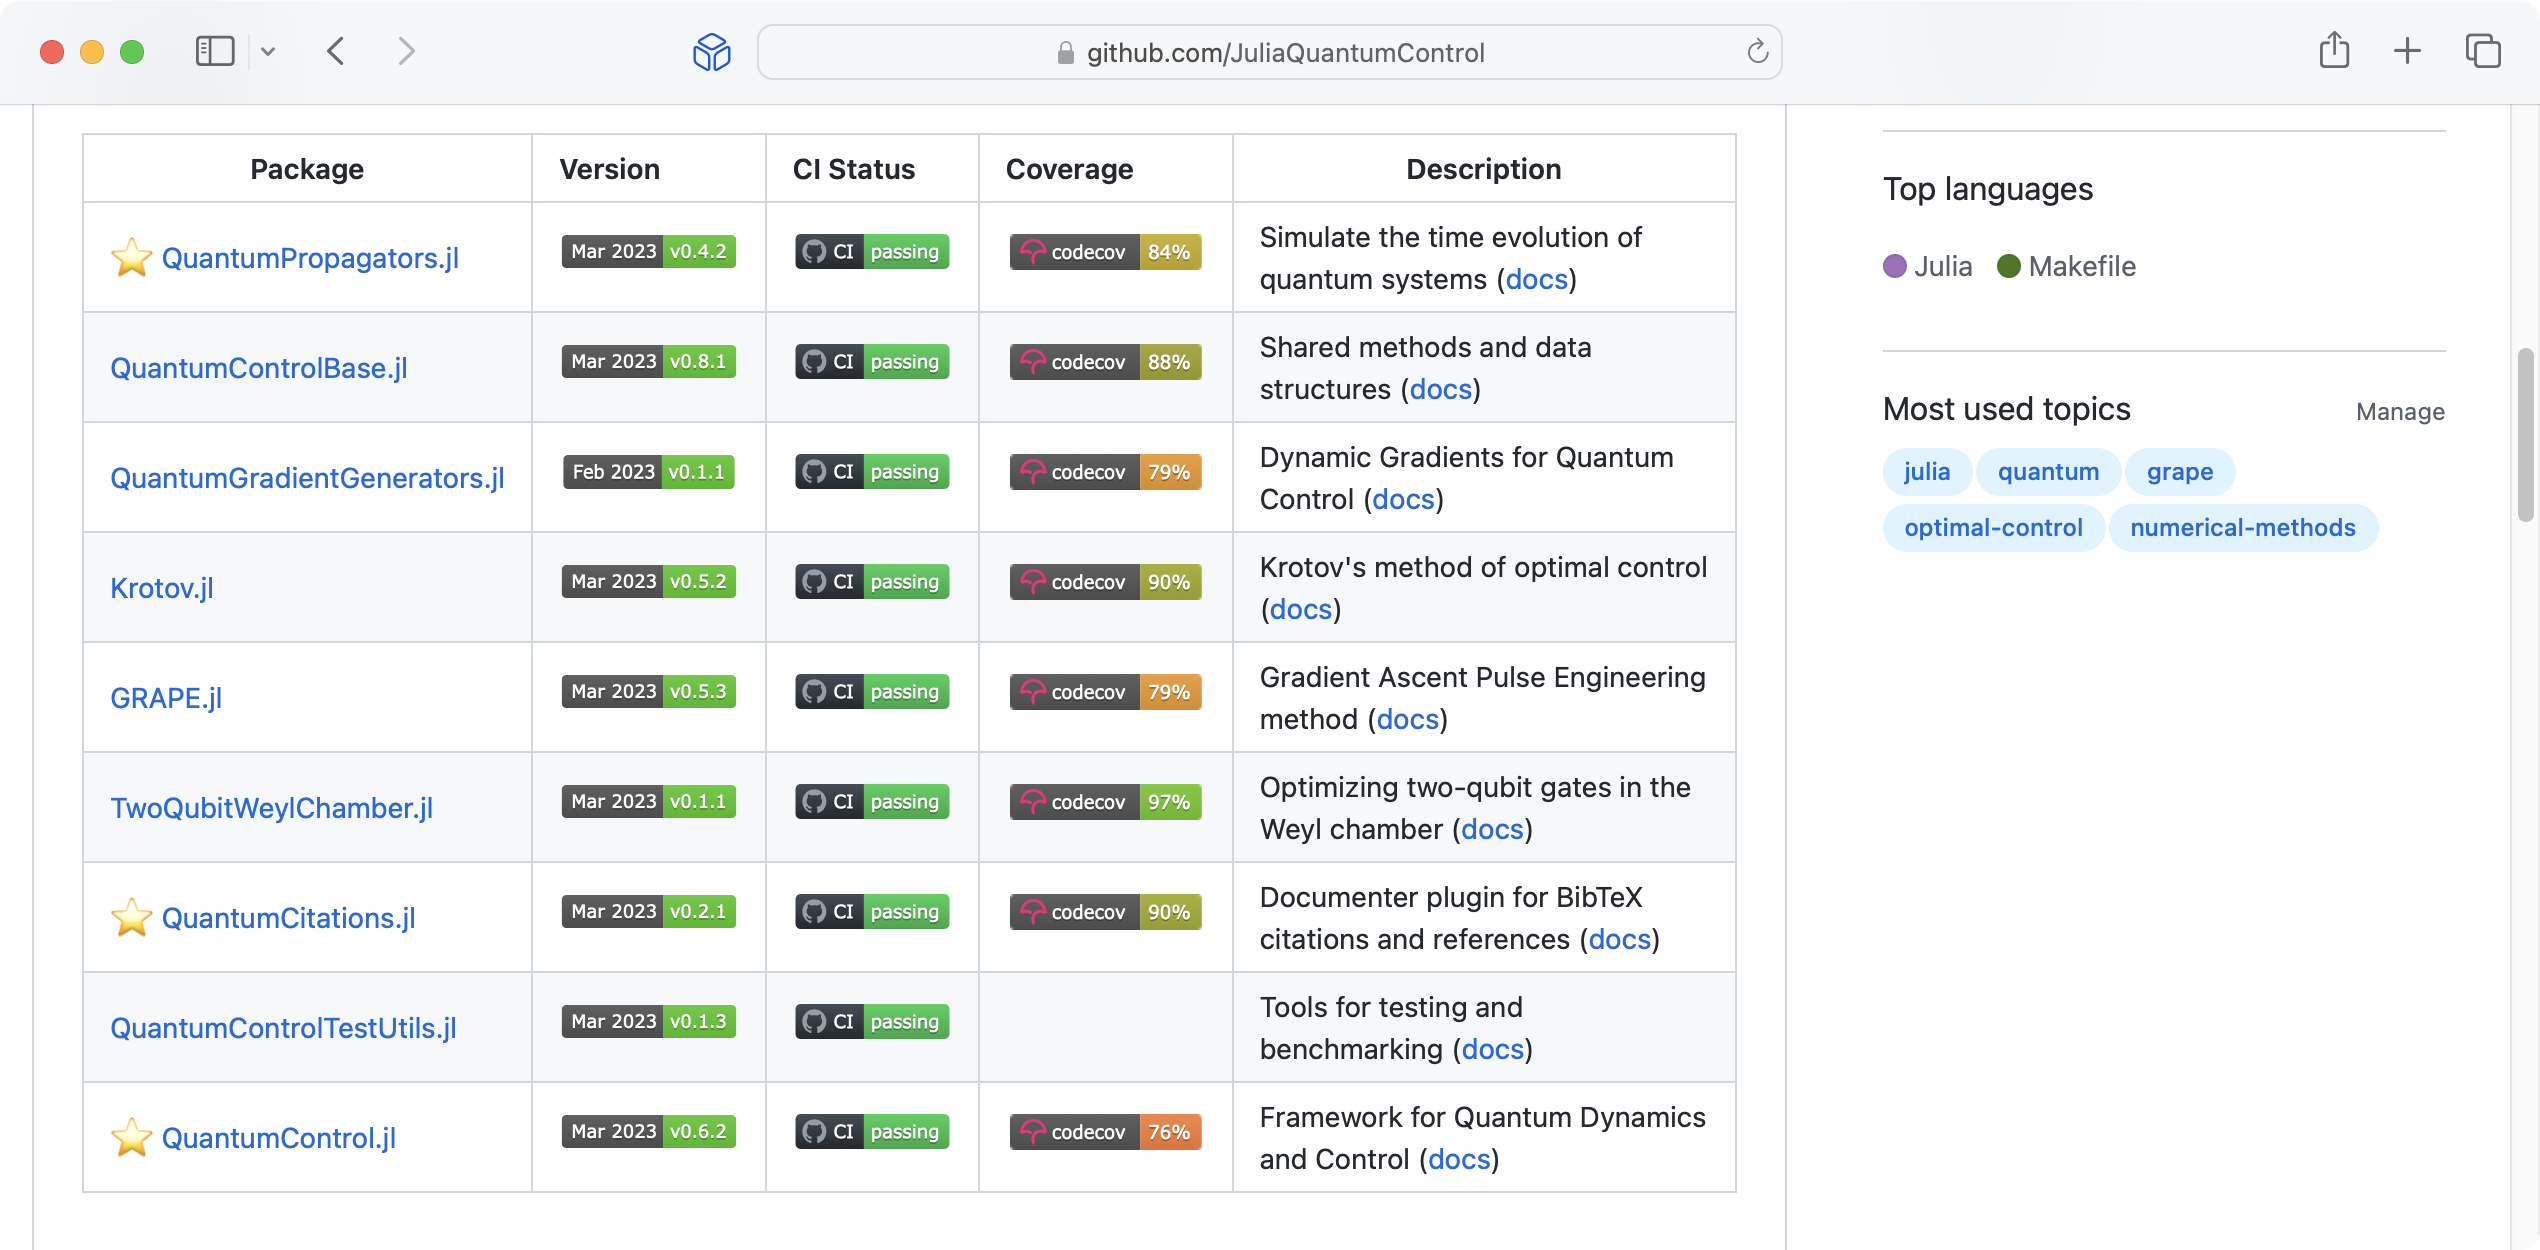 github.com/JuliaQuantumControl
Package Version CI Status Coverage Description
QuantumPropagators.jl Mar 2023 v0.4.2 CI passing codecov 84% Simulate the time evolution of
quantum systems (docs)
QuantumControlBase.jl Mar 2023 v0.8.1 CI passing codecov 88% Shared methods and data
structures (docs)
QuantumGradientGenerators.jl Feb 2023 v0.1.1 CI passing codecov 79% Dynamic Gradients for Quantum
Control (docs)
Krotov.jl Mar 2023 v0.5.2 CI passing codecov 90% Krotov's method of optimal control
(docs)
GRAPE.jl Mar 2023 v0.5.3 CI passing codecov 79% Gradient Ascent Pulse Engineering
method (docs)
TwoQubitWeylChamber.jl Mar 2023 v0.1.1 CI passing codecov 97% Optimizing two-qubit gates in the
Weyl chamber (docs)
QuantumCitations.jl Mar 2023 v0.2.1 CI passing codecov 90% Documenter plugin for BibTeX
citations and references (docs)
QuantumControlTestUtils.jl Mar 2023 v0.1.3 CI passing Tools for testing and
benchmarking (docs)
QuantumControl.jl Mar 2023 v0.6.2 CI passing codecov 76% Framework for Quantum Dynamics
and Control (docs)
Top languages
Julia Makefile
Most used topics Manage
julia quantum grape
optimal-control numerical-methods